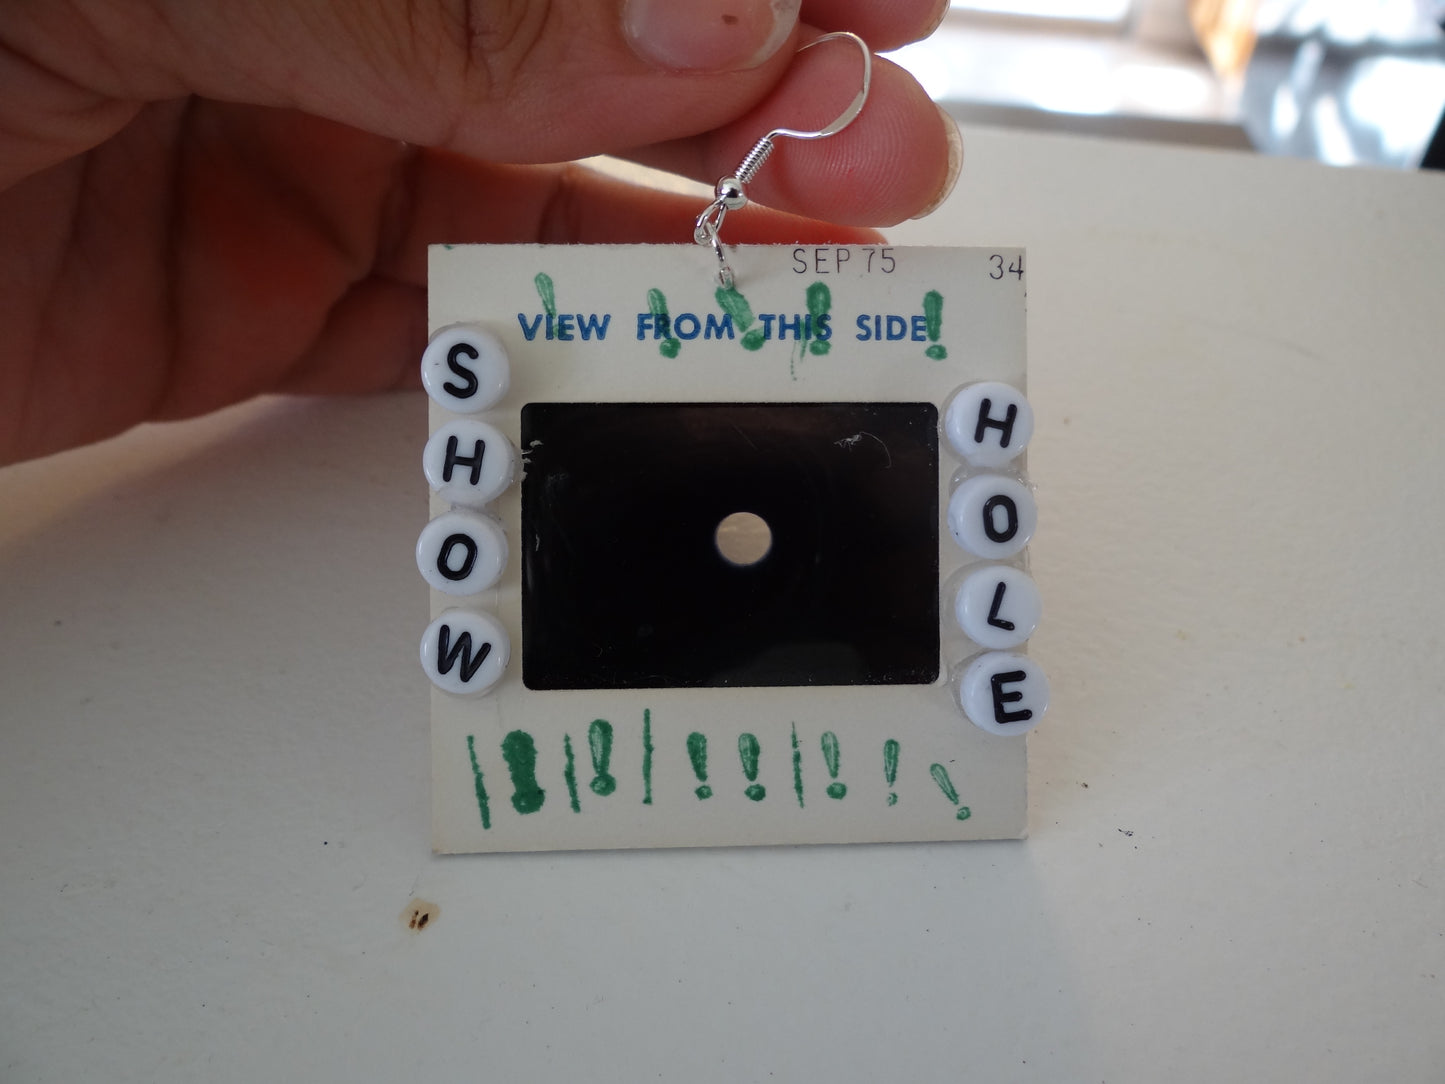 SEP 75 34
VIEW FROM THIS SIDE
SHOW
HOLE